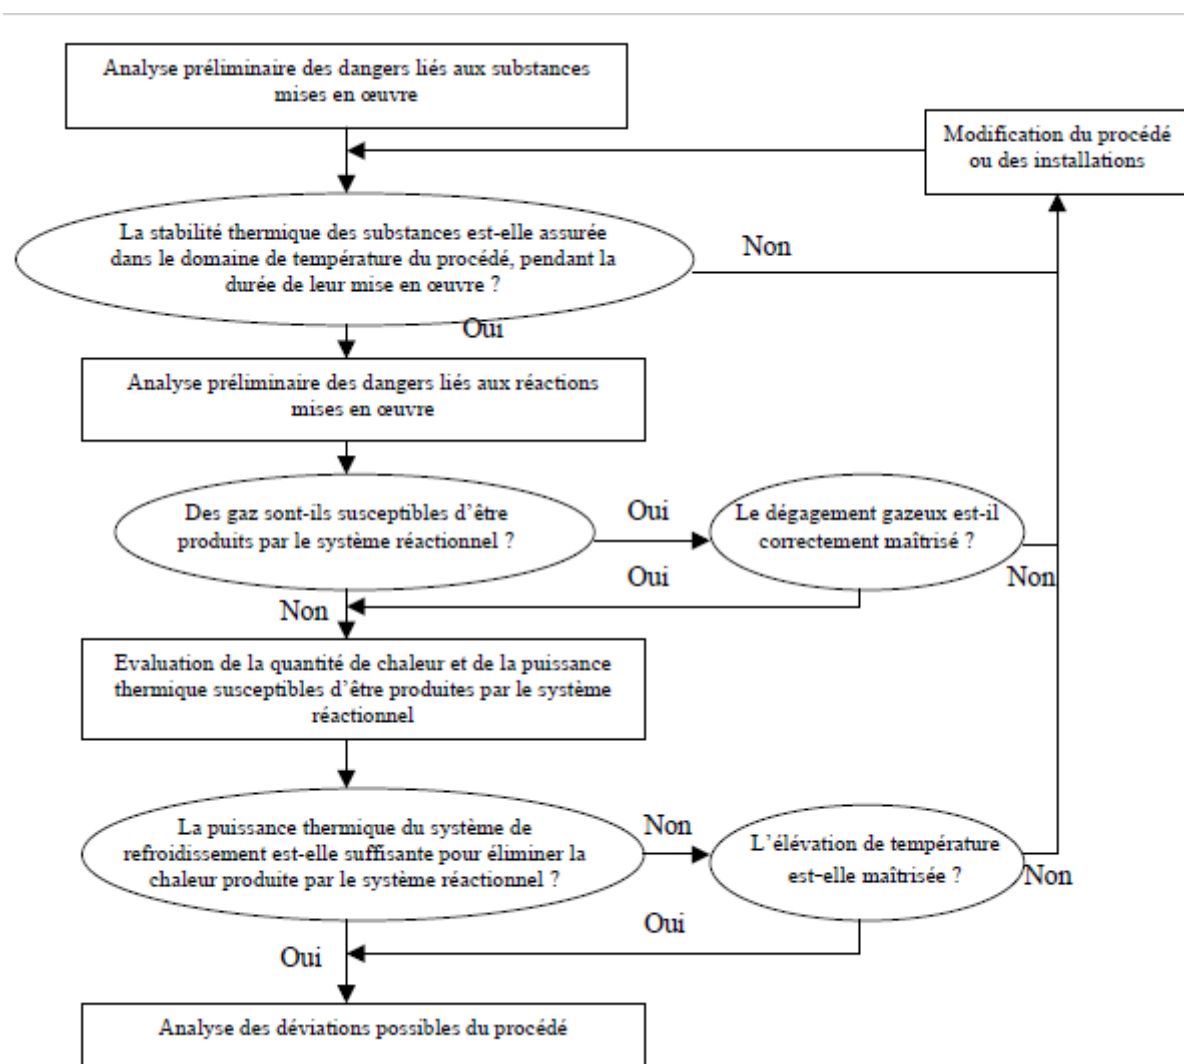 Analyse préliminaire des dangers liés aux substances
mises en œuvre
Modification du procédé
ou des installations
La stabilité thermique des substances est-elle assurée
dans le domaine de température du procédé, pendant la
durée de leur mise en œuvre ?
Non
Oui
Analyse préliminaire des dangers liés aux réactions
mises en œuvre
Des gaz sont-ils susceptibles d’être
produits par le système réactionnel ?
Oui
Le dégagement gazeux est-il
correctement maîtrisé ?
Oui
Non
Non
Evaluation de la quantité de chaleur et de la puissance
thermique susceptibles d’être produites par le système
réactionnel
La puissance thermique du système de
refroidissement est-elle suffisante pour éliminer la
chaleur produite par le système réactionnel ?
Non
L’élévation de température
est-elle maîtrisée ?
Non
Oui
Oui
Analyse des déviations possibles du procédé